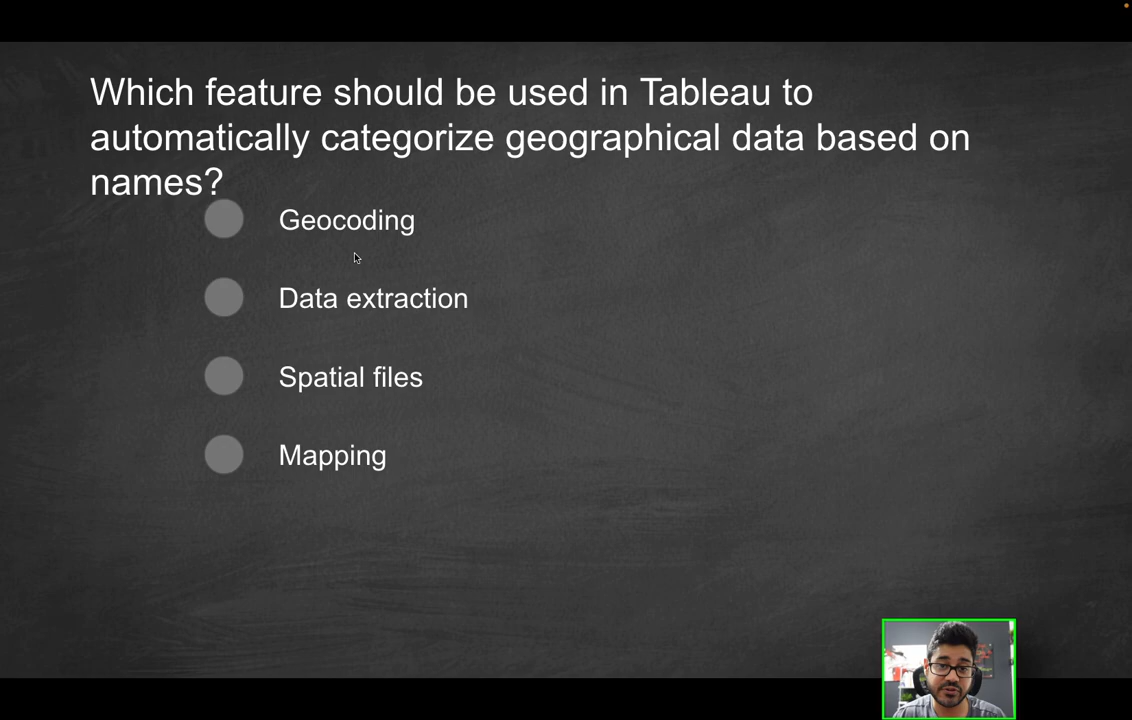 Which feature should be used in Tableau to
automatically categorize geographical data based on
names?
Geocoding
Data extraction
Spatial files
Mapping